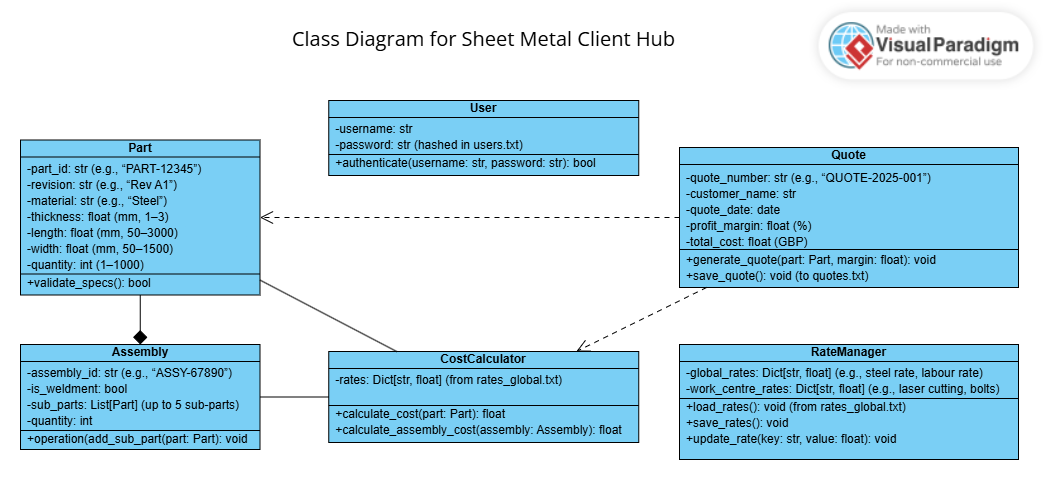 Class Diagram for Sheet Metal Client Hub
Made with
Visual Paradigm
For non-commercial use
User
-username: str
-password: str (hashed in users.txt)
+authenticate(username: str, password: str): bool
Part
-part_id: str (e.g., “PART-12345”)
-revision: str (e.g., “Rev A1”)
-material: str (e.g., “Steel”)
-thickness: float (mm, 1–3)
-length: float (mm, 50–3000)
-width: float (mm, 50–1500)
-quantity: int (1–1000)
+validate_specs(): bool
Quote
-quote_number: str (e.g., “QUOTE-2025-001”)
-customer_name: str
-quote_date: date
-profit_margin: float (%)
-total_cost: float (GBP)
+generate_quote(part: Part, margin: float): void
+save_quote(): void (to quotes.txt)
Assembly
-assembly_id: str (e.g., “ASSY-67890”)
-is_weldment: bool
-sub_parts: List[Part] (up to 5 sub-parts)
-quantity: int
+operation(add_sub_part(part: Part): void
CostCalculator
-rates: Dict[str, float] (from rates_global.txt)
+calculate_cost(part: Part): float
+calculate_assembly_cost(assembly: Assembly): float
RateManager
-global_rates: Dict[str, float] (e.g., steel rate, labour rate)
-work_centre_rates: Dict[str, float] (e.g., laser cutting, bolts)
+load_rates(): void (from rates_global.txt)
+save_rates(): void
+update_rate(key: str, value: float): void